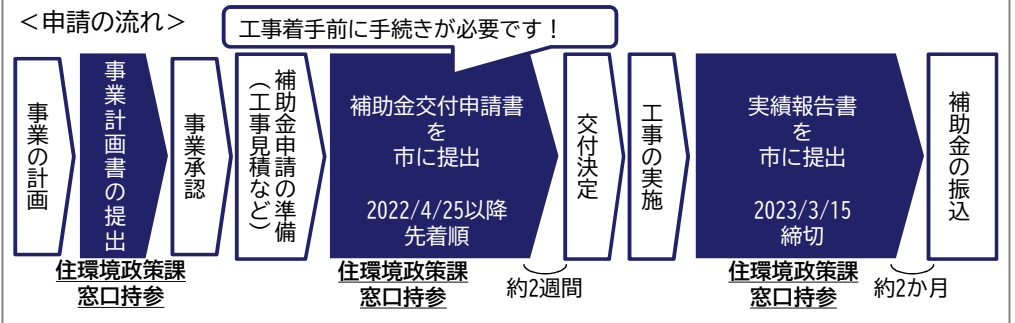 ＜申請の流れ＞
工事着手前に手続きが必要です！
事業の計画
事業計画書の提出
住環境政策課
窓口持参
事業承認
補助金申請の準備
（工事見積など）
補助金交付申請書
を
市に提出
2022/4/25以降
先着順
住環境政策課
窓口持参
約2週間
交付決定
工事の実施
実績報告書
を
市に提出
2023/3/15
締切
住環境政策課
窓口持参
約2か月
補助金の振込